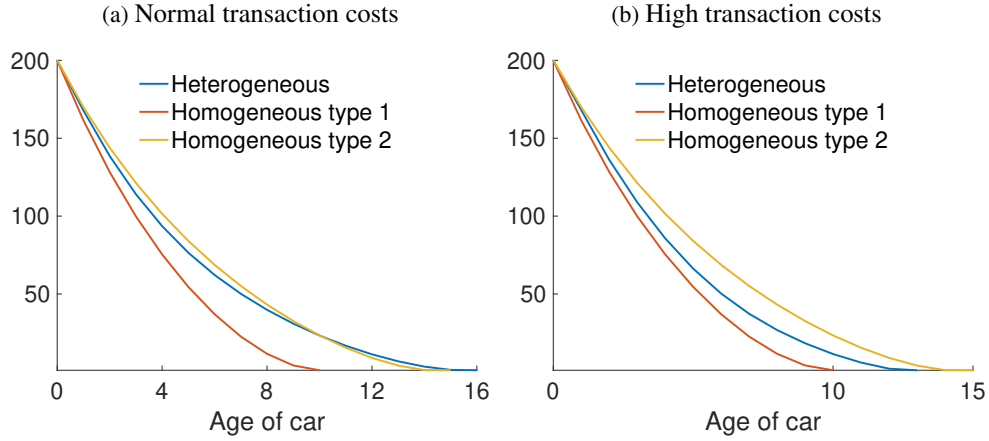 (a) Normal transaction costs
200
150
100
50
Heterogeneous
Homogeneous type 1
Homogeneous type 2
0 4 8 12 16
Age of car
(b) High transaction costs
200
150
100
50
Heterogeneous
Homogeneous type 1
Homogeneous type 2
0 10 15
Age of car